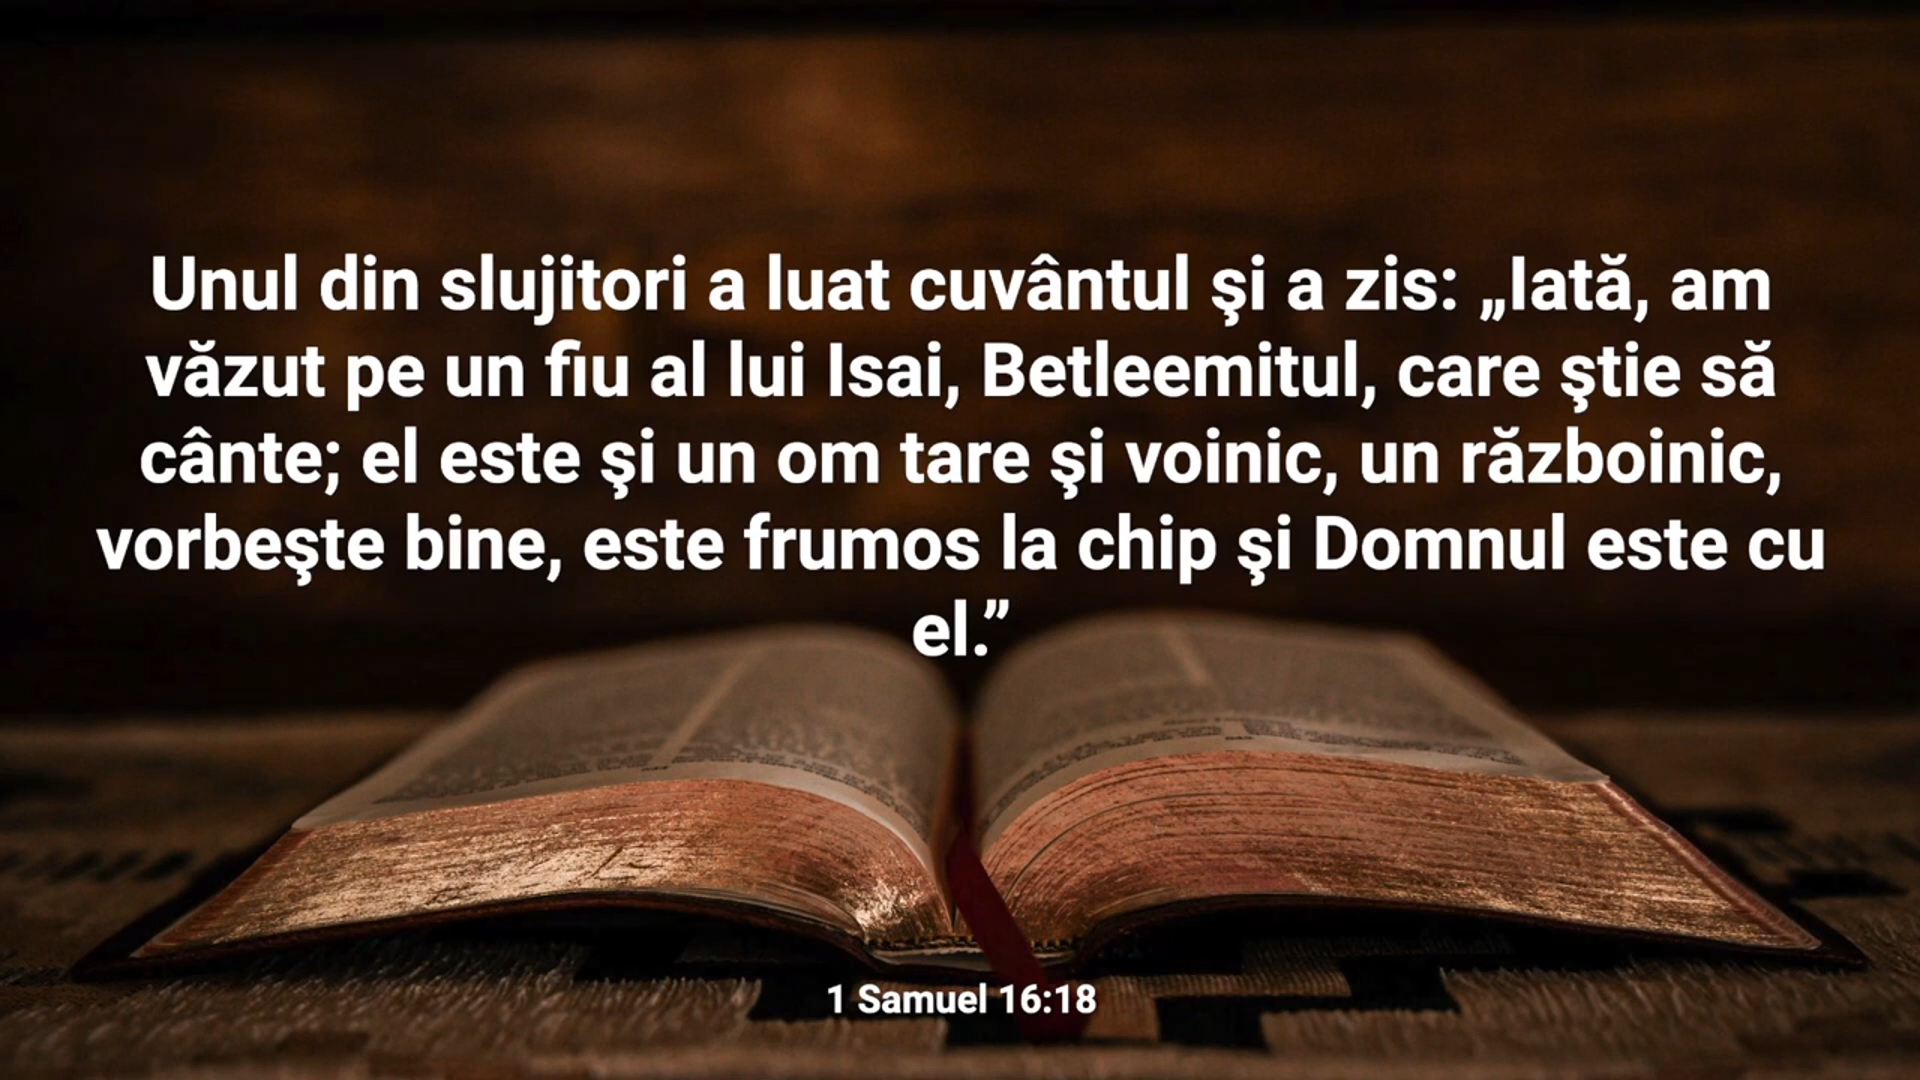 Unul din slujitori a luat cuvântul şi a zis: „Iată, am
văzut pe un fiu al lui Isai, Betleemitul, care ştie să
cânte; el este şi un om tare şi voinic, un războinic,
vorbeşte bine, este frumos la chip şi Domnul este cu
el.”
1 Samuel 16:18